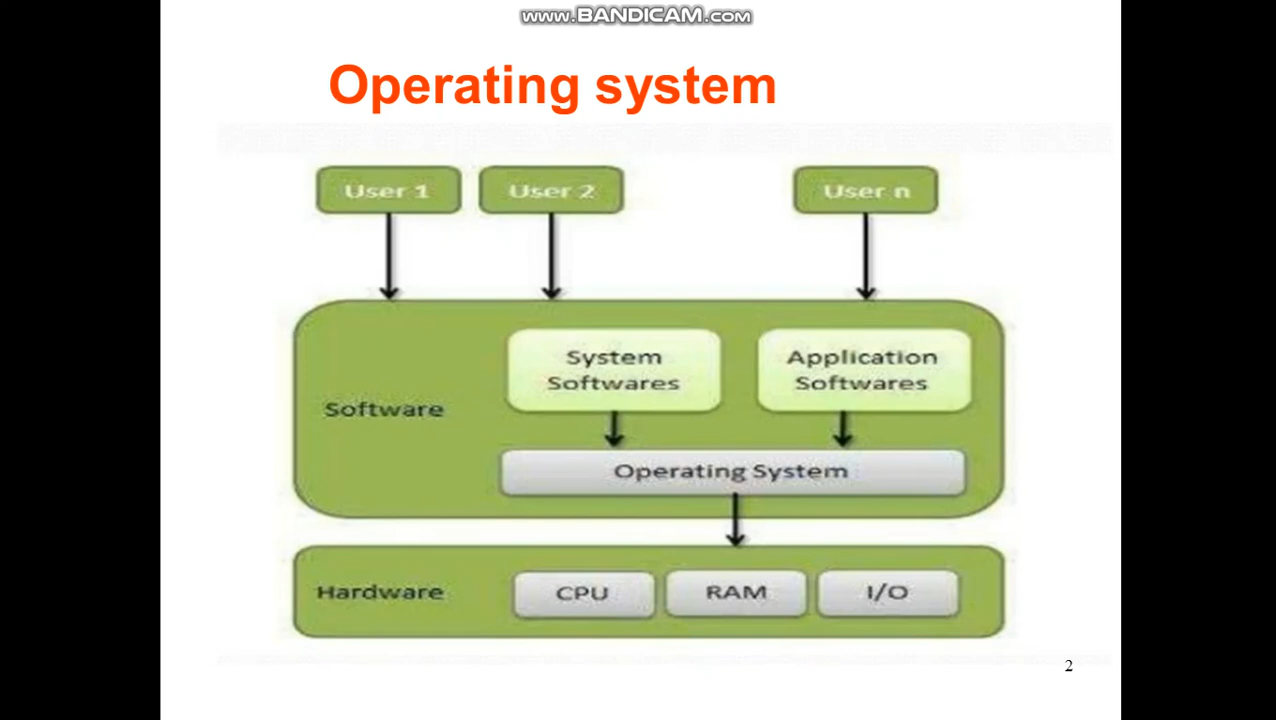 www.BANDICAM.com
Operating system
User 1
User 2
User n
System
Softwares
Application
Softwares
Software
Operating System
Hardware
CPU
RAM
I/O
2